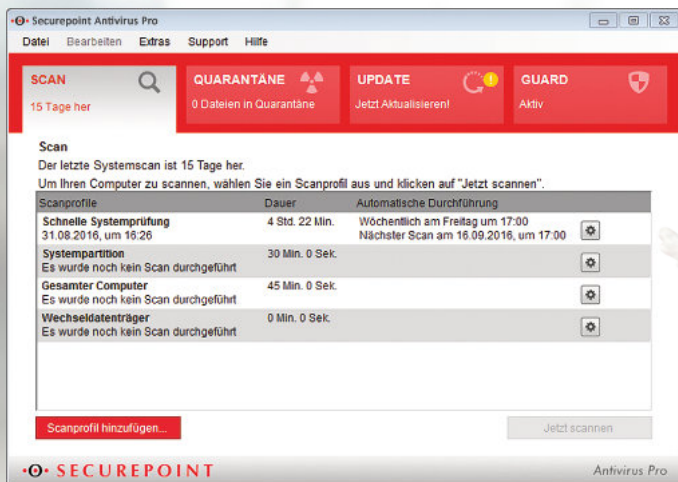 Securepoint Antivirus Pro
Datei Bearbeiten Extras Support Hilfe
SCAN QUARANTÄNE UPDATE GUARD
15 Tage her 0 Dateien in Quarantäne Jetzt Aktualisieren! Aktiv
Scan
Der letzte Systemscan ist 15 Tage her.
Um Ihren Computer zu scannen, wählen Sie ein Scanprofil aus und klicken auf "Jetzt scannen".
Scanprofile Dauer Automatische Durchführung
Schnelle Systemprüfung 4 Std. 22 Min. Wöchentlich am Freitag um 17:00
31.08.2016, um 16:26 Nächster Scan am 16.09.2016, um 17:00
Systempartition 30 Min. 0 Sek.
Es wurde noch kein Scan durchgeführt
Gesamter Computer 45 Min. 0 Sek.
Es wurde noch kein Scan durchgeführt
Wechseldatenträger 0 Min. 0 Sek.
Es wurde noch kein Scan durchgeführt
Scanprofil hinzufügen... Jetzt scannen
SECUREPOINT Antivirus Pro